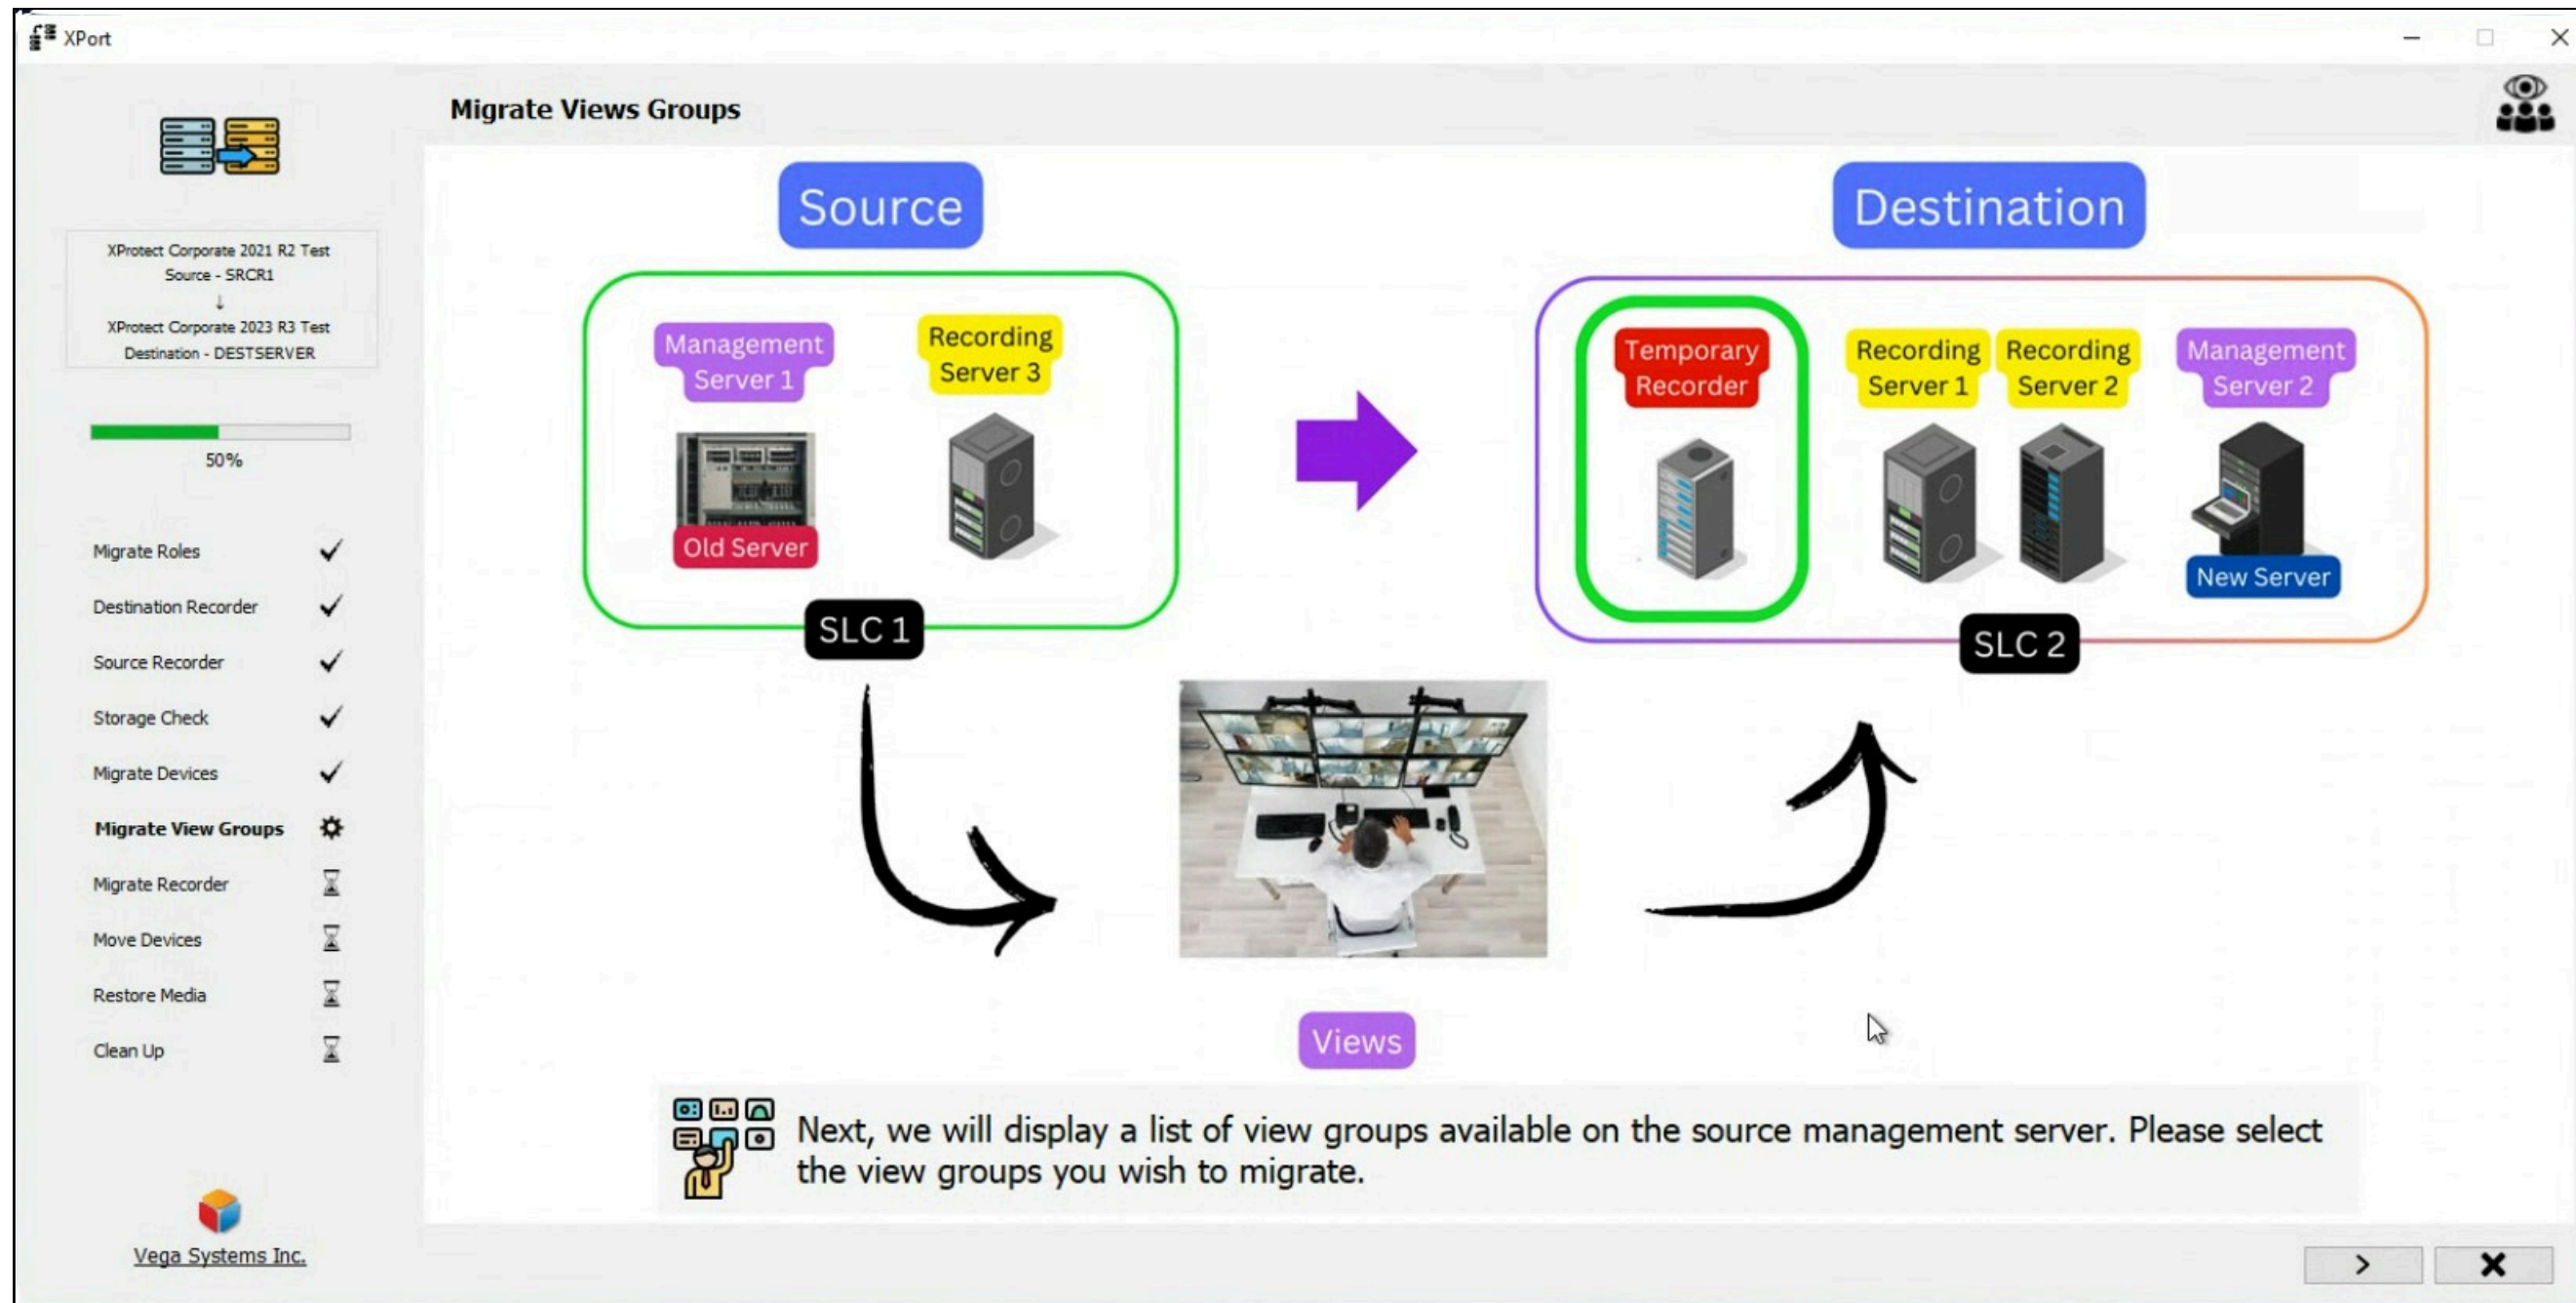 XPort
Migrate Views Groups
XProtect Corporate 2021 R2 Test
Source - SRCR1
↓
XProtect Corporate 2023 R3 Test
Destination - DESTSERVER
50%
Migrate Roles
Destination Recorder
Source Recorder
Storage Check
Migrate Devices
Migrate View Groups
Migrate Recorder
Move Devices
Restore Media
Clean Up
Vega Systems Inc.
Source
Management
Server 1
Recording
Server 3
Old Server
SLC 1
Destination
Temporary
Recorder
Recording
Server 1
Recording
Server 2
Management
Server 2
New Server
SLC 2
Views
Next, we will display a list of view groups available on the source management server. Please select
the view groups you wish to migrate.